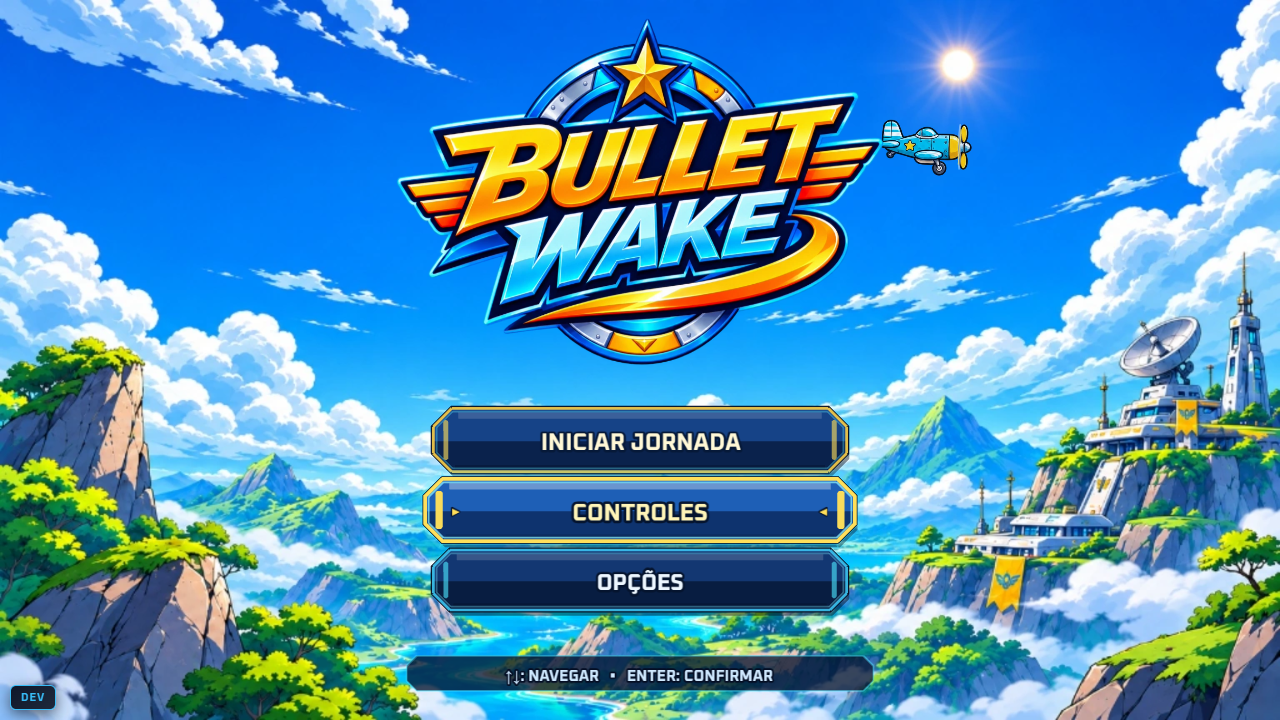 BULLET
WAKE
INICIAR JORNADA
CONTROLES
OPÇÕES
↑↓: NAVEGAR • ENTER: CONFIRMAR
DEV